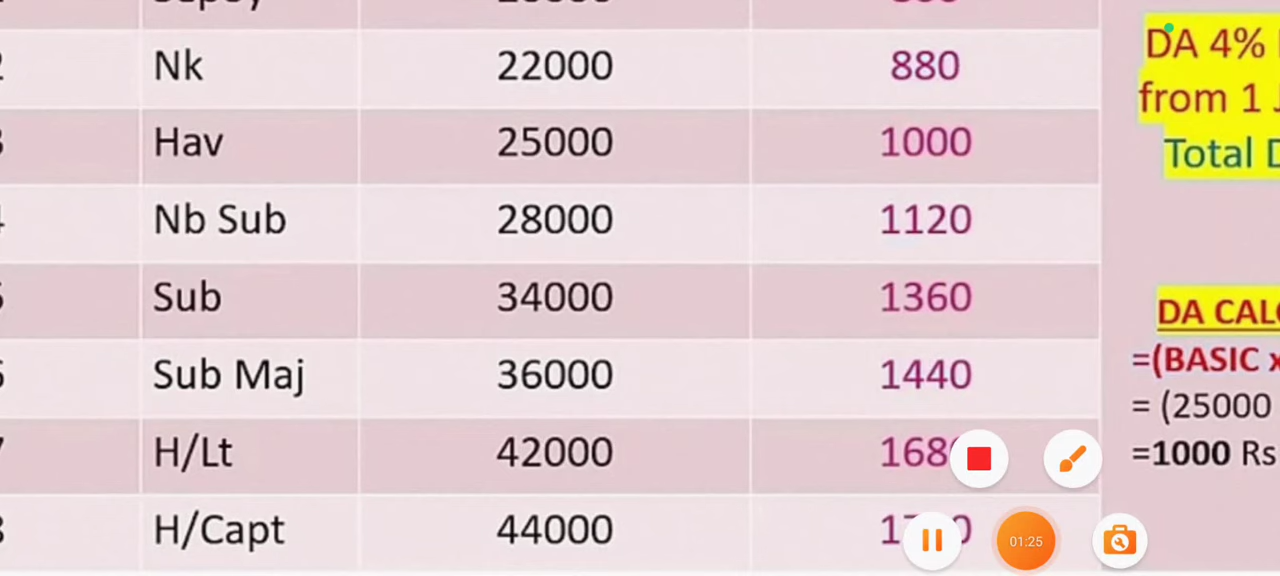 Nk 22000 880
Hav 25000 1000
Nb Sub 28000 1120
Sub 34000 1360
Sub Maj 36000 1440
H/Lt 42000 168
H/Capt 44000
DA 4%
from 1
Total D
DA CAL
=(BASIC x
= (25000
=1000 Rs
01:25